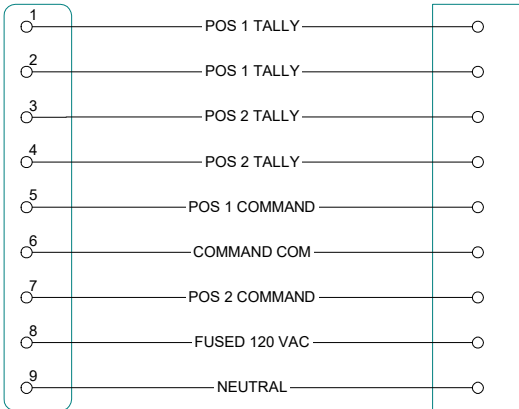 1 POS 1 TALLY
2 POS 1 TALLY
3 POS 2 TALLY
4 POS 2 TALLY
5 POS 1 COMMAND
6 COMMAND COM
7 POS 2 COMMAND
8 FUSED 120 VAC
9 NEUTRAL